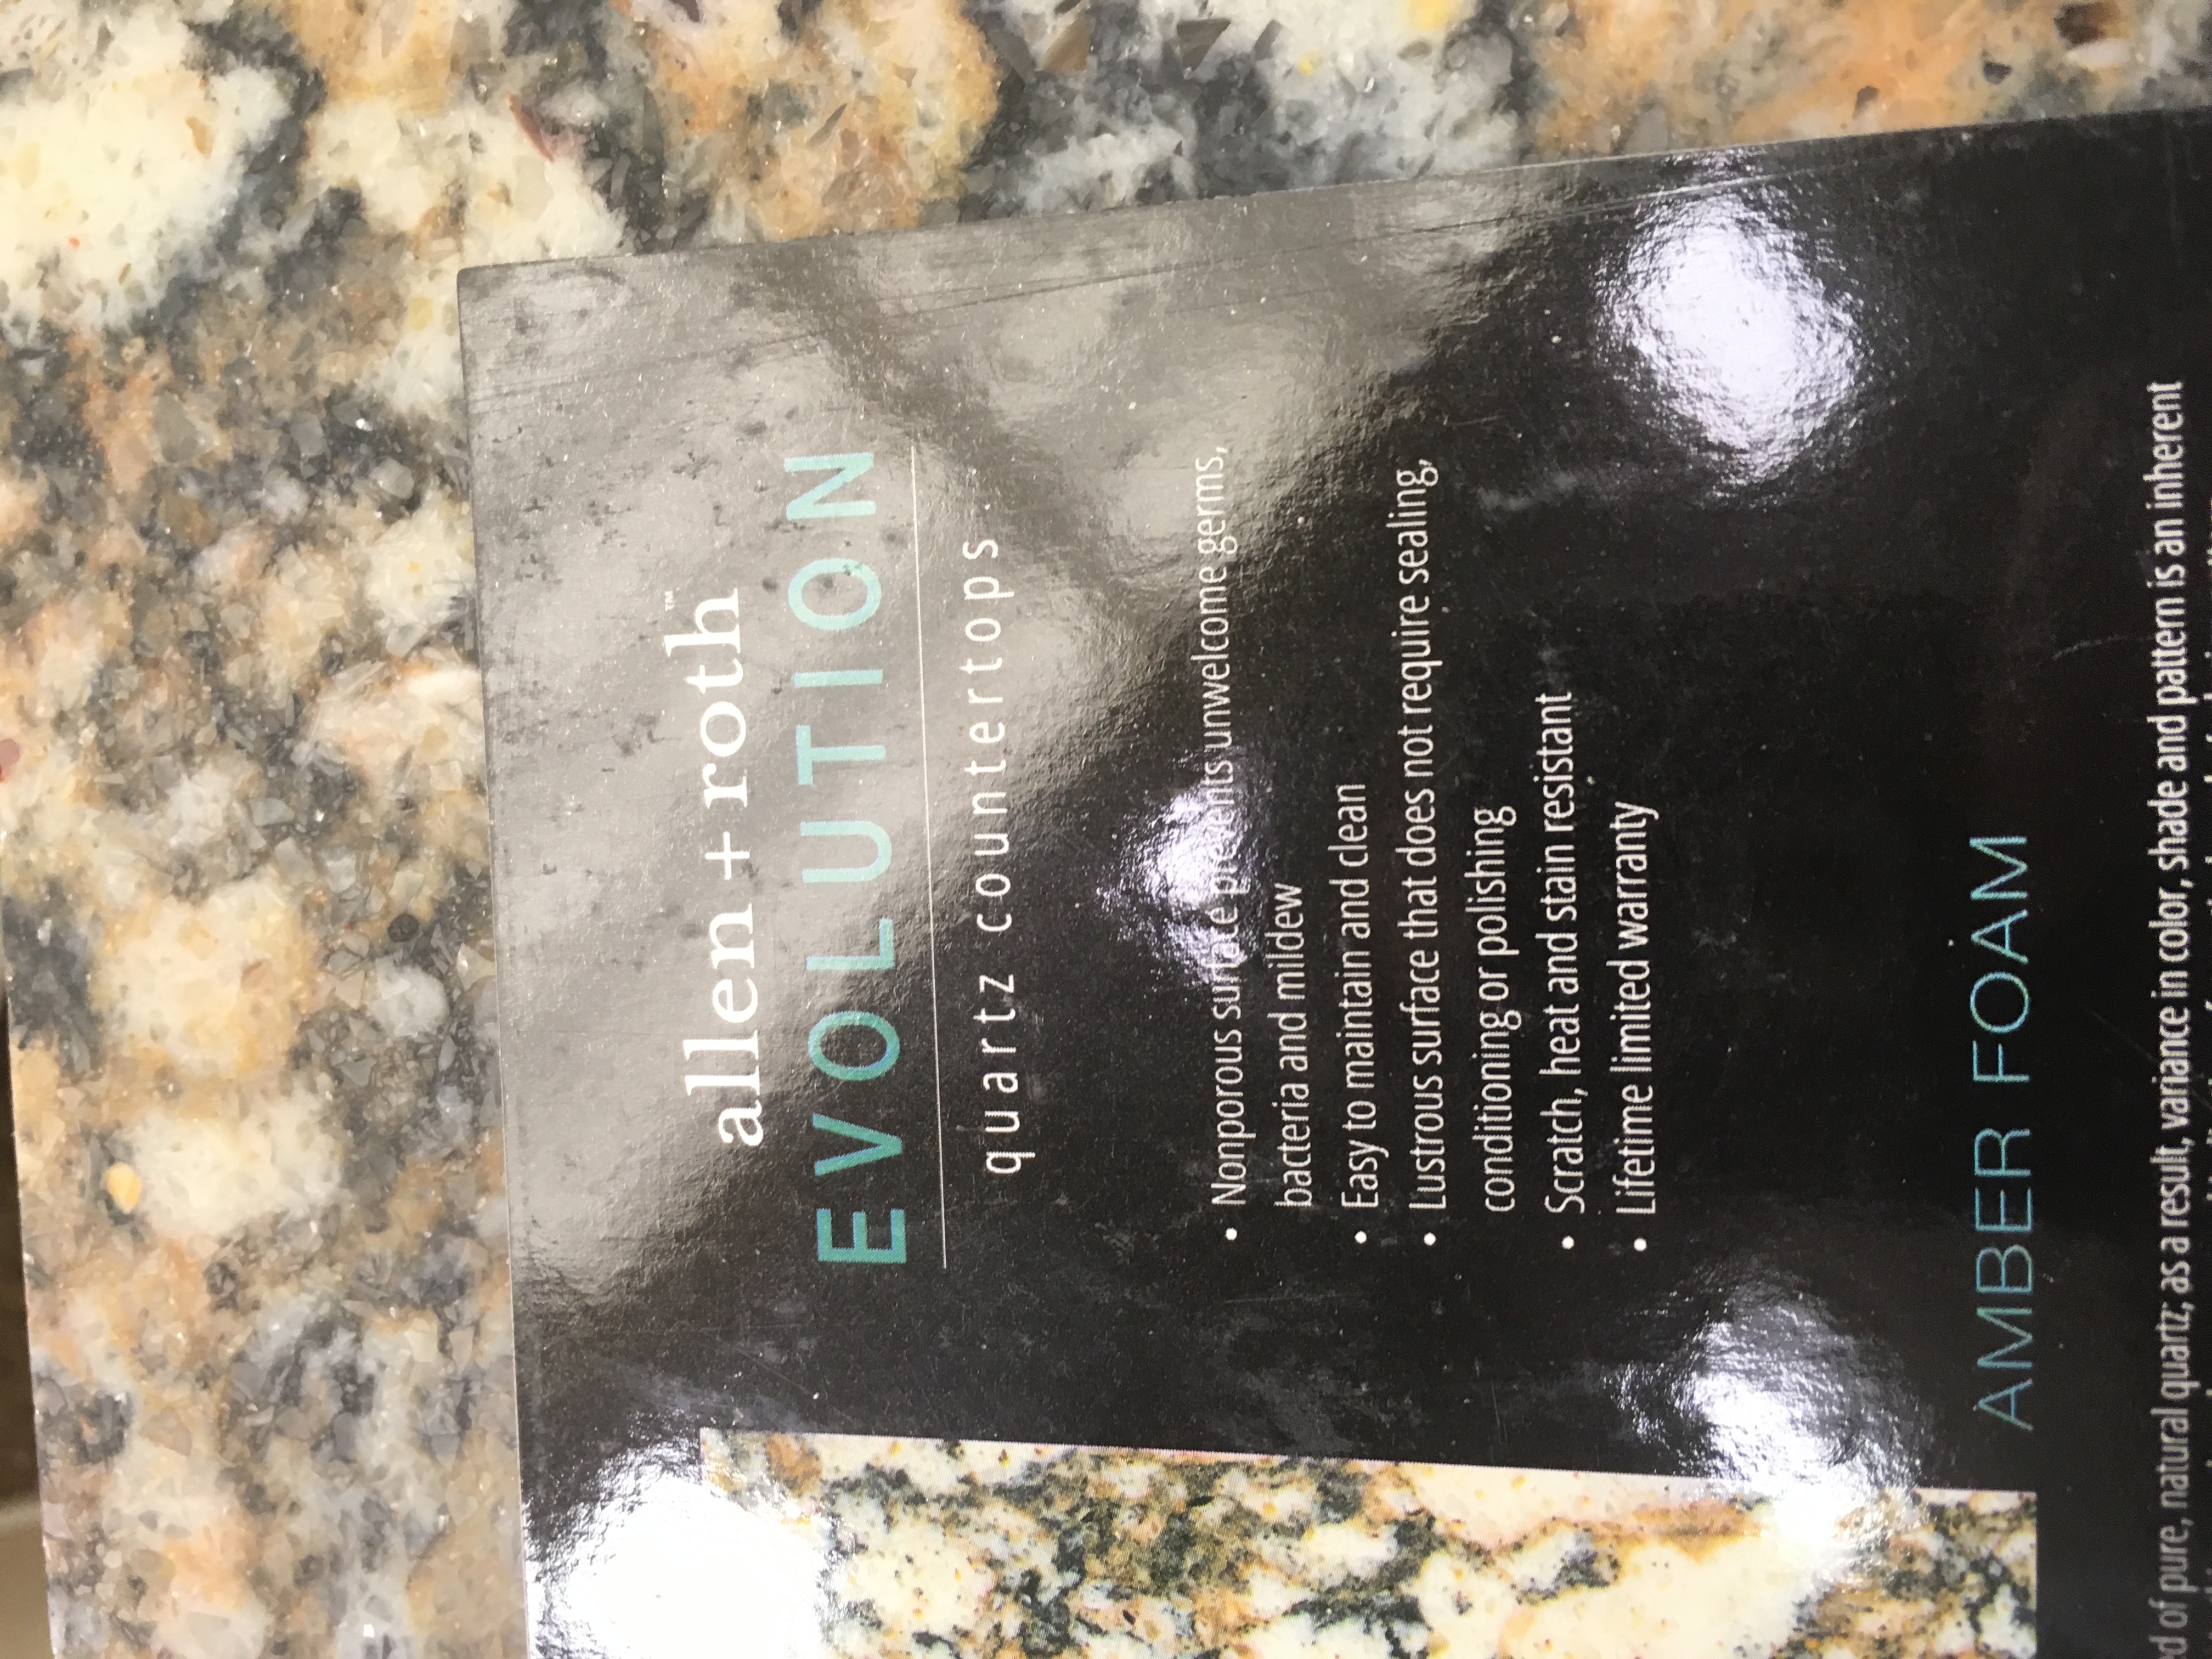 allen + roth™
EVOLUTION
quartz countertops
• Nonporous surface prevents unwelcome germs,
bacteria and mildew
• Easy to maintain and clean
• Lustrous surface that does not require sealing,
conditioning or polishing
• Scratch, heat and stain resistant
• Lifetime limited warranty
AMBER FOAM
of pure, natural quartz; as a result, variance in color, shade and pattern is an inherent